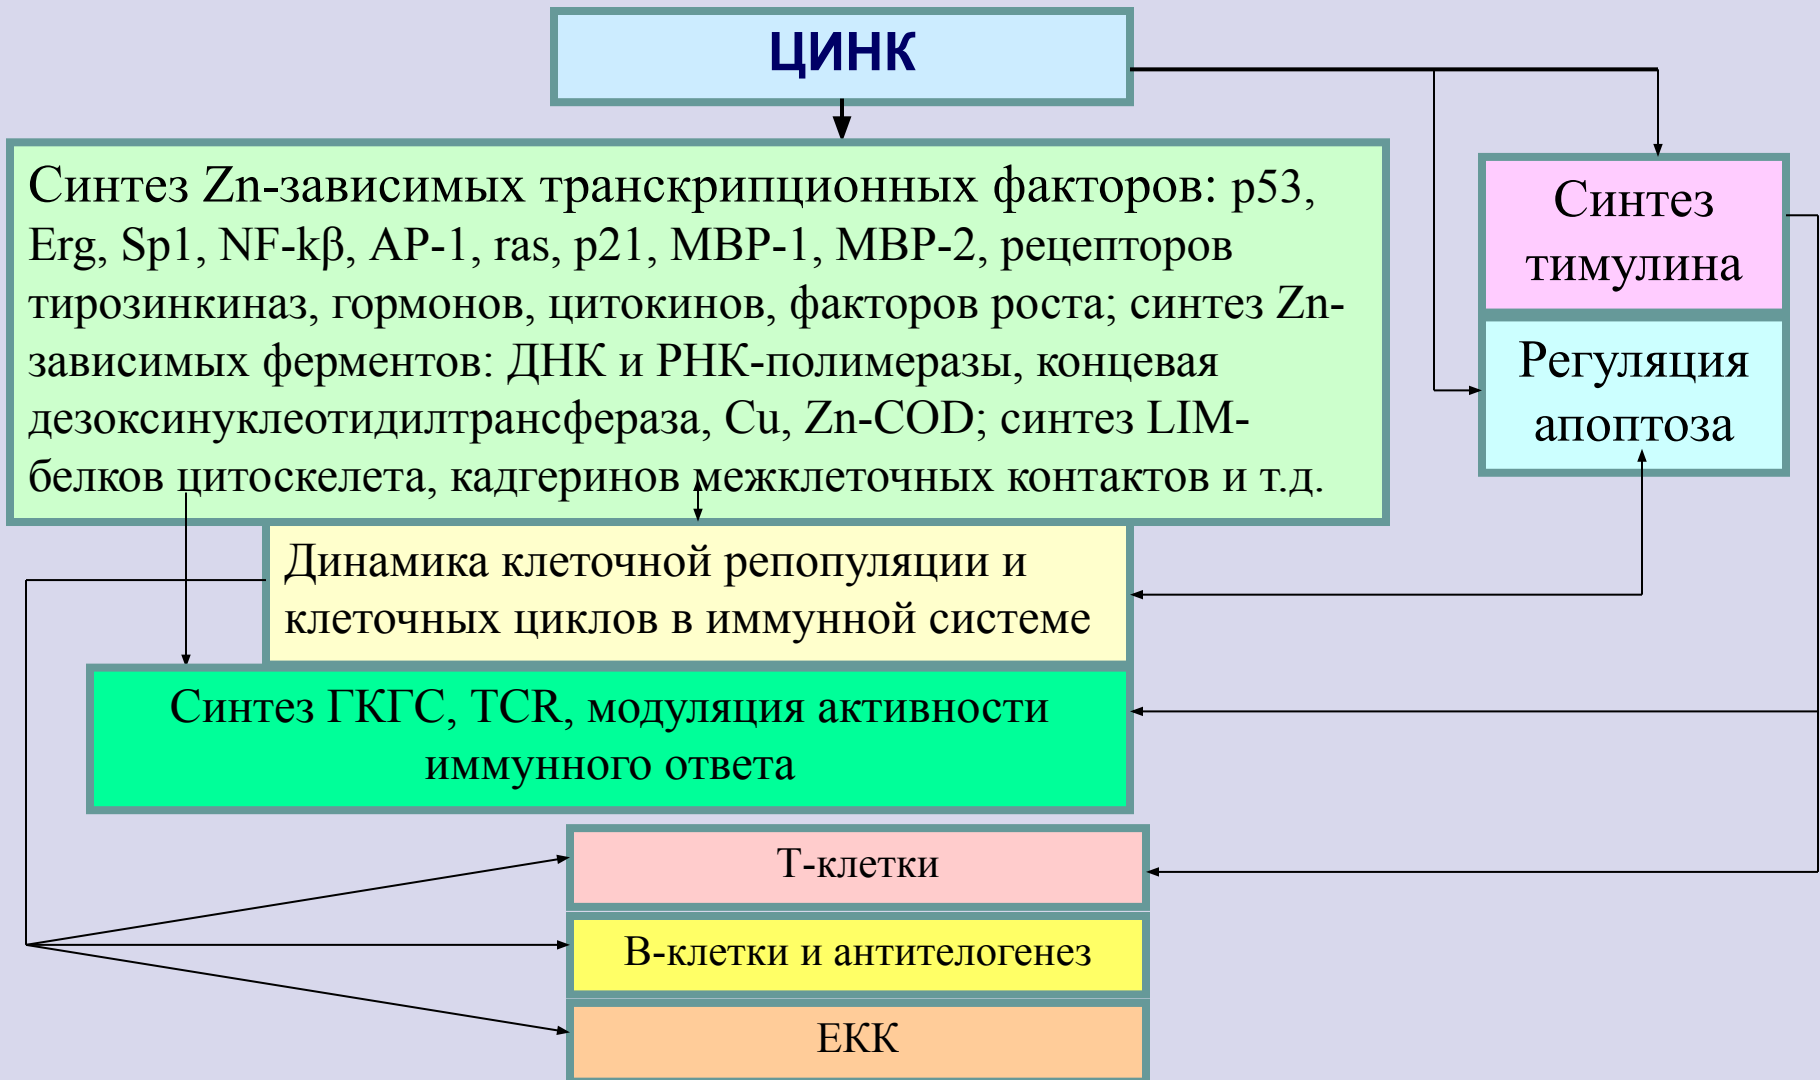 ЦИНК
Синтез Zn-зависимых транскрипционных факторов: p53,
Erg, Sp1, NF-kβ, AP-1, ras, p21, MBP-1, MBP-2, рецепторов
тирозинкиназ, гормонов, цитокинов, факторов роста; синтез Zn-
зависимых ферментов: ДНК и РНК-полимеразы, концевая
дезоксинуклеотидилтрансфераза, Cu, Zn-СОD; синтез LIM-
белков цитоскелета, кадгеринов межклеточных контактов и т.д.
Синтез
тимулина
Регуляция
апоптоза
Динамика клеточной репопуляции и
клеточных циклов в иммунной системе
Синтез ГКГС, TCR, модуляция активности
иммунного ответа
Т-клетки
В-клетки и антителогенез
ЕКК